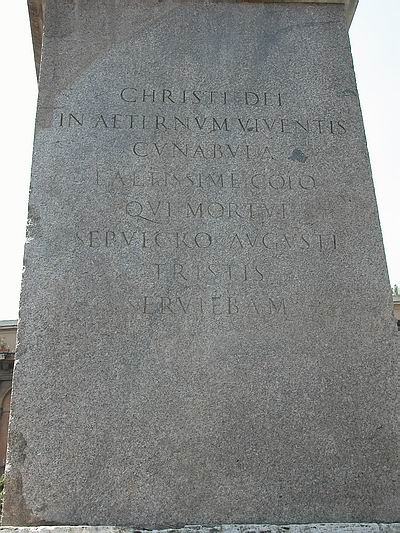 CHRISTI DEI
IN AETERNVM VIVENTIS
CVNABVLA
LAETISSIME COLO
QVI MORTVI
SEPVLCRO AVGVSTI
TRISTIS
SERVIEBAM